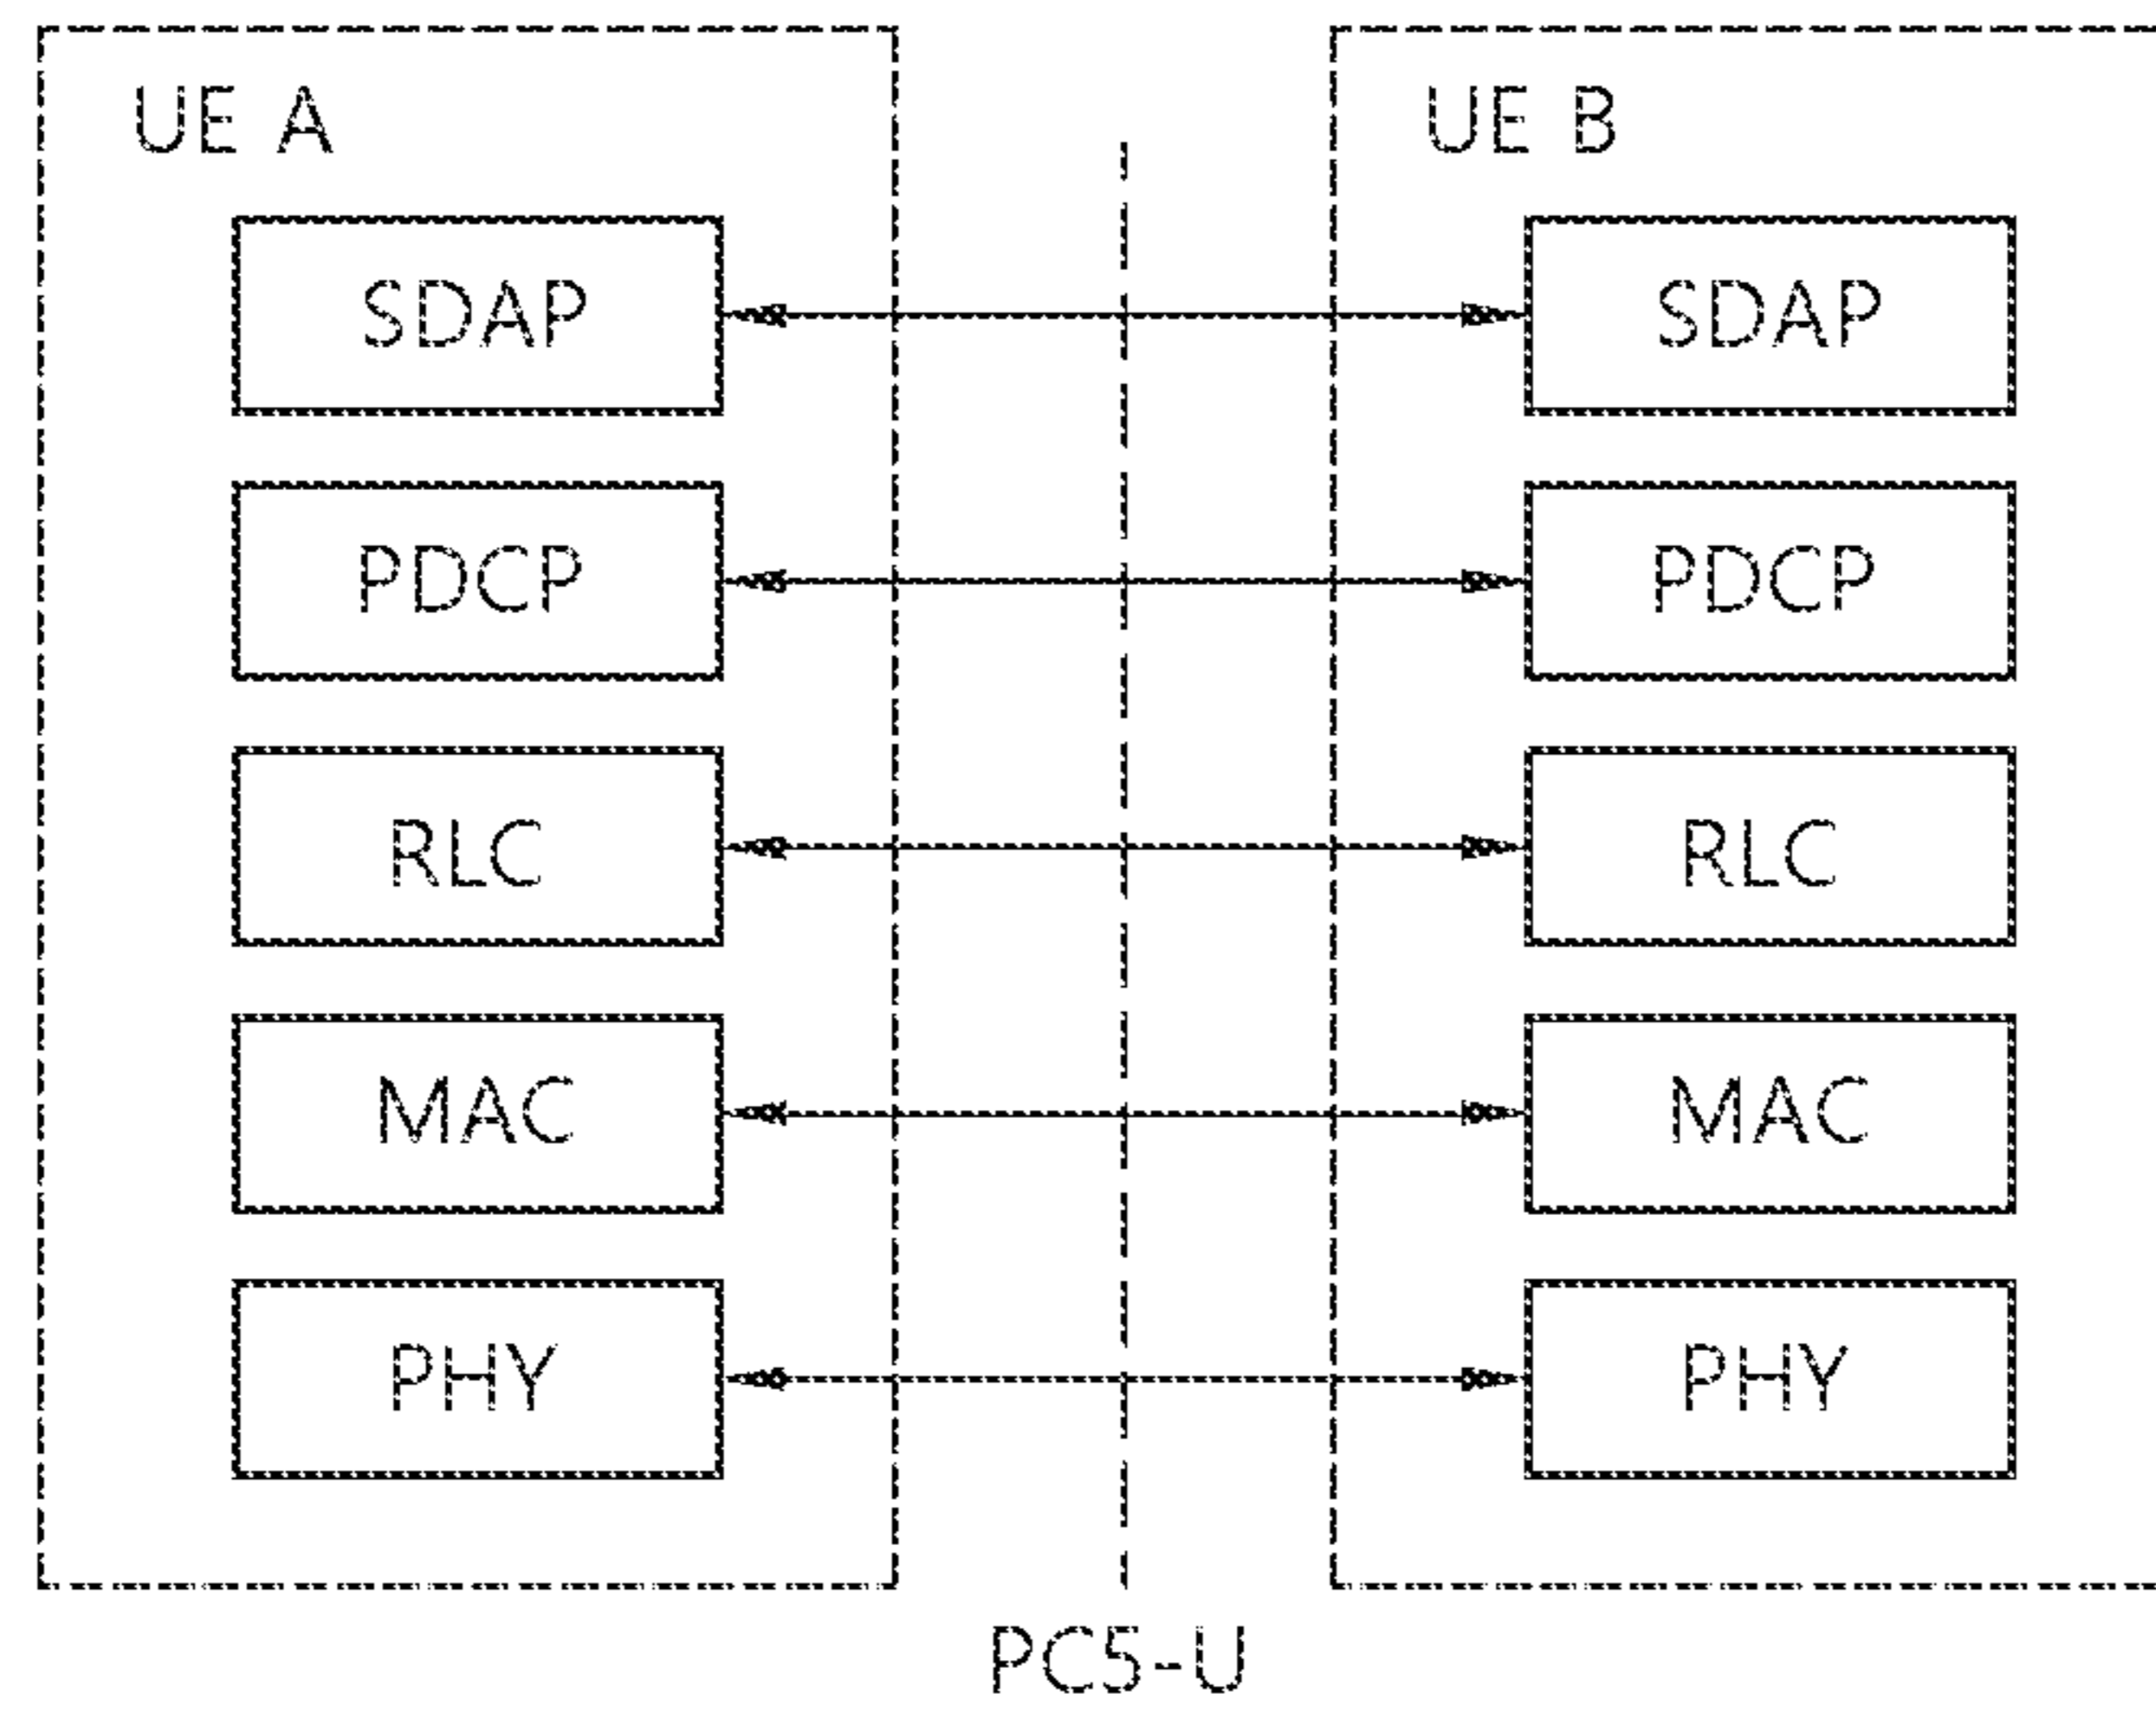 UE A
UE B
SDAP
SDAP
PDCP
PDCP
RLC
RLC
MAC
MAC
PHY
PHY
PC5-U